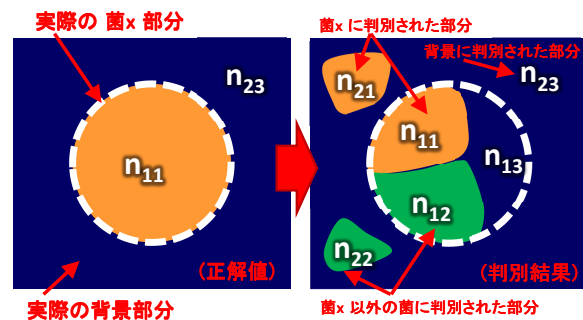 実際の 菌x 部分
n23
n11
(正解値)
実際の背景部分
菌x に判別された部分
背景に判別された部分
n21
n23
n11
n13
n12
n22
(判別結果)
菌x 以外の菌に判別された部分